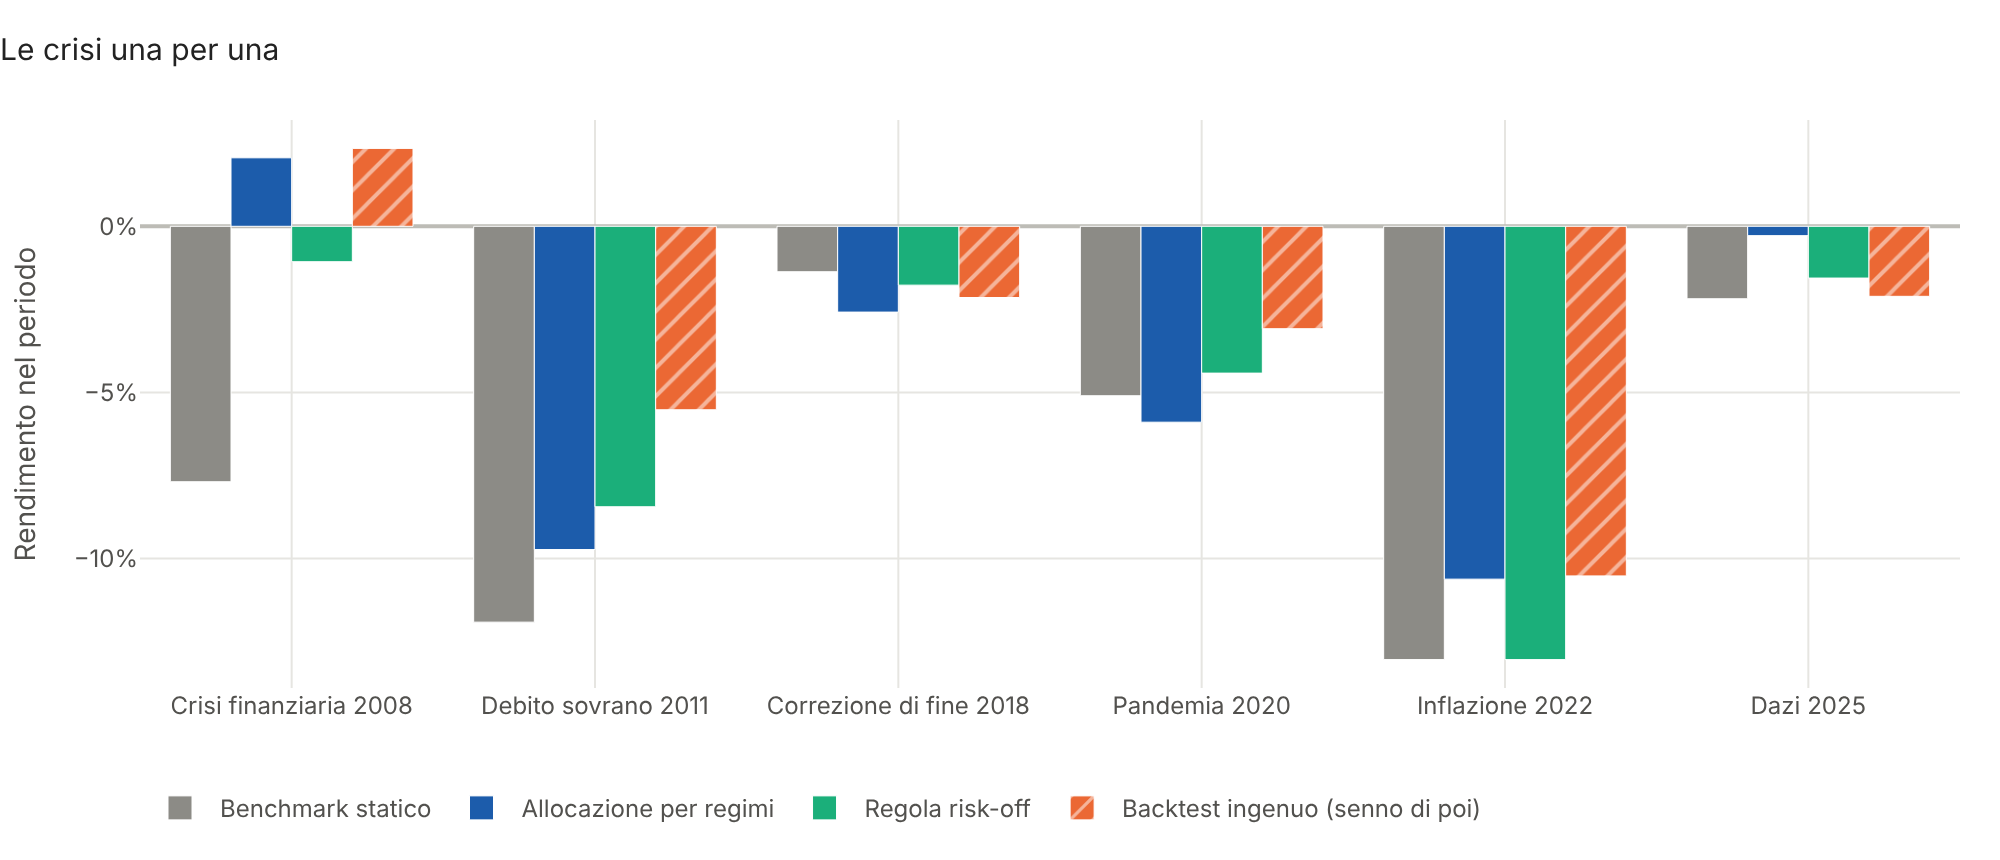 Le crisi una per una
Rendimento nel periodo
0%
−5%
−10%
Crisi finanziaria 2008
Debito sovrano 2011
Correzione di fine 2018
Pandemia 2020
Inflazione 2022
Dazi 2025
Benchmark statico
Allocazione per regimi
Regola risk-off
Backtest ingenuo (senno di poi)